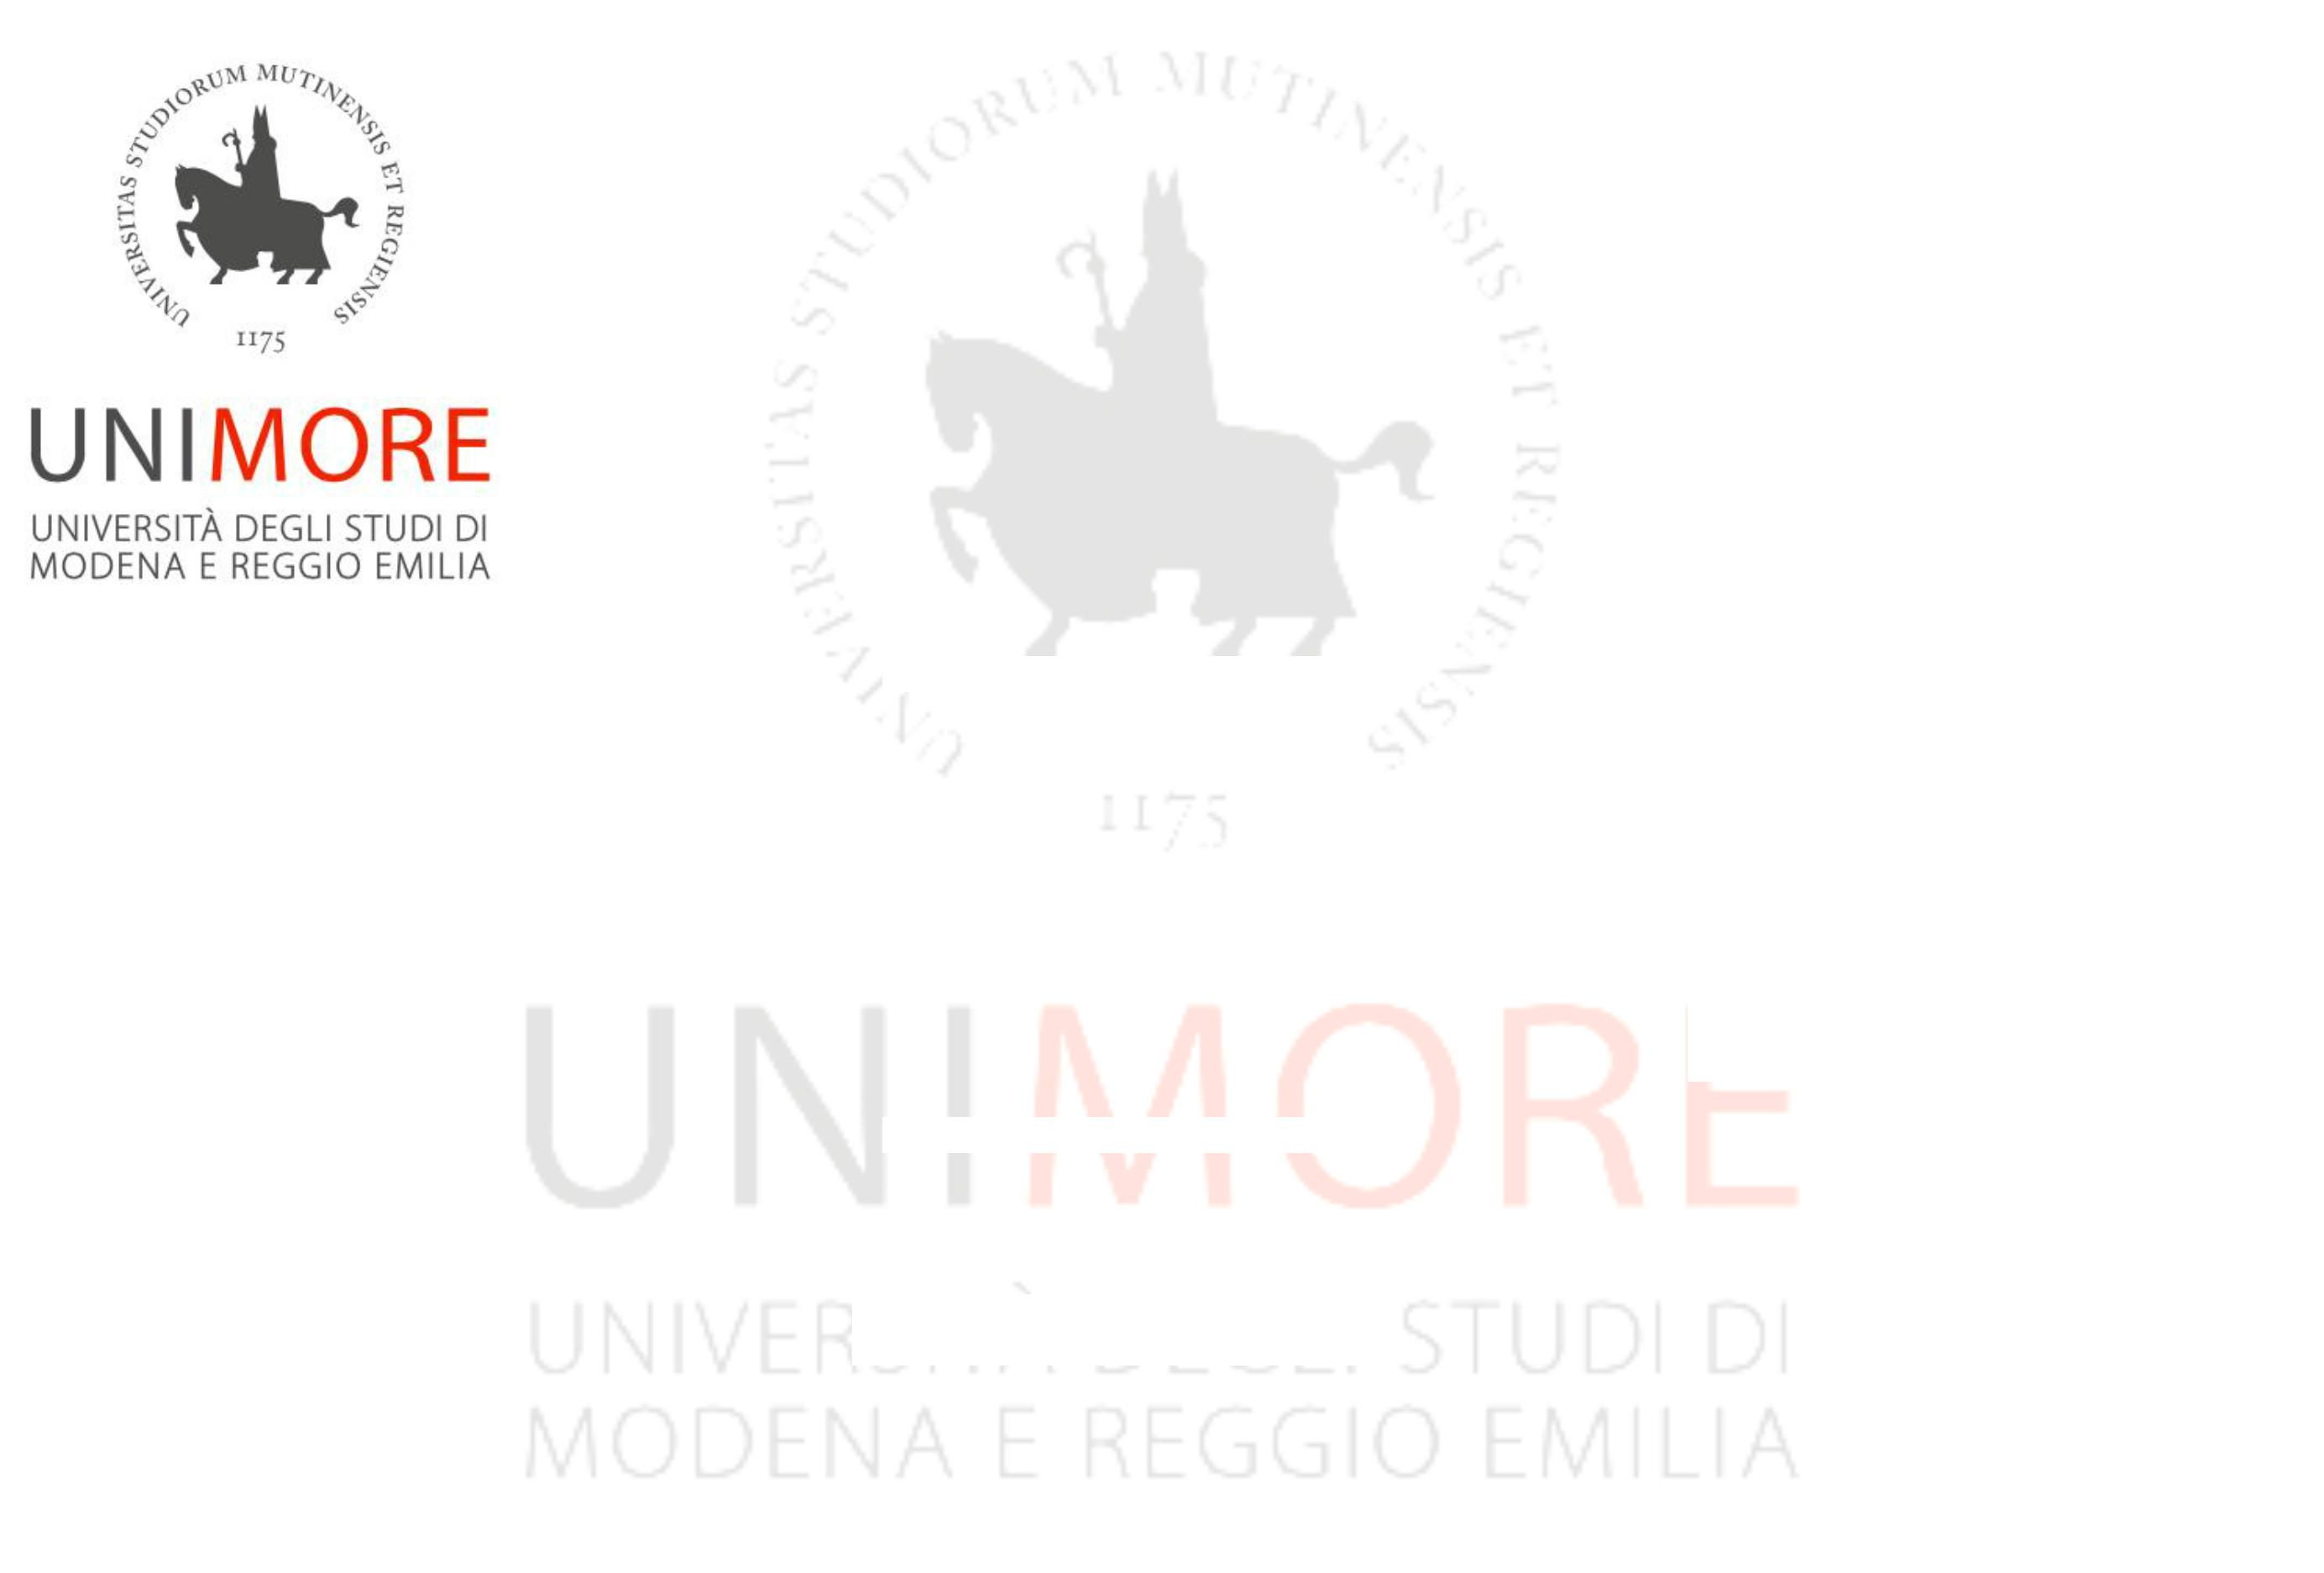 UNIVERSITAS STUDIORUM MUTINENSIS ET REGIENSIS
1175
UNIMORE
UNIVERSITÀ DEGLI STUDI DI
MODENA E REGGIO EMILIA
UNIVERSITAS STUDIORUM MUTINENSIS ET REGIENSIS
1175
UNIMORE
STUDI DI
MODENA E REGGIO EMILIA